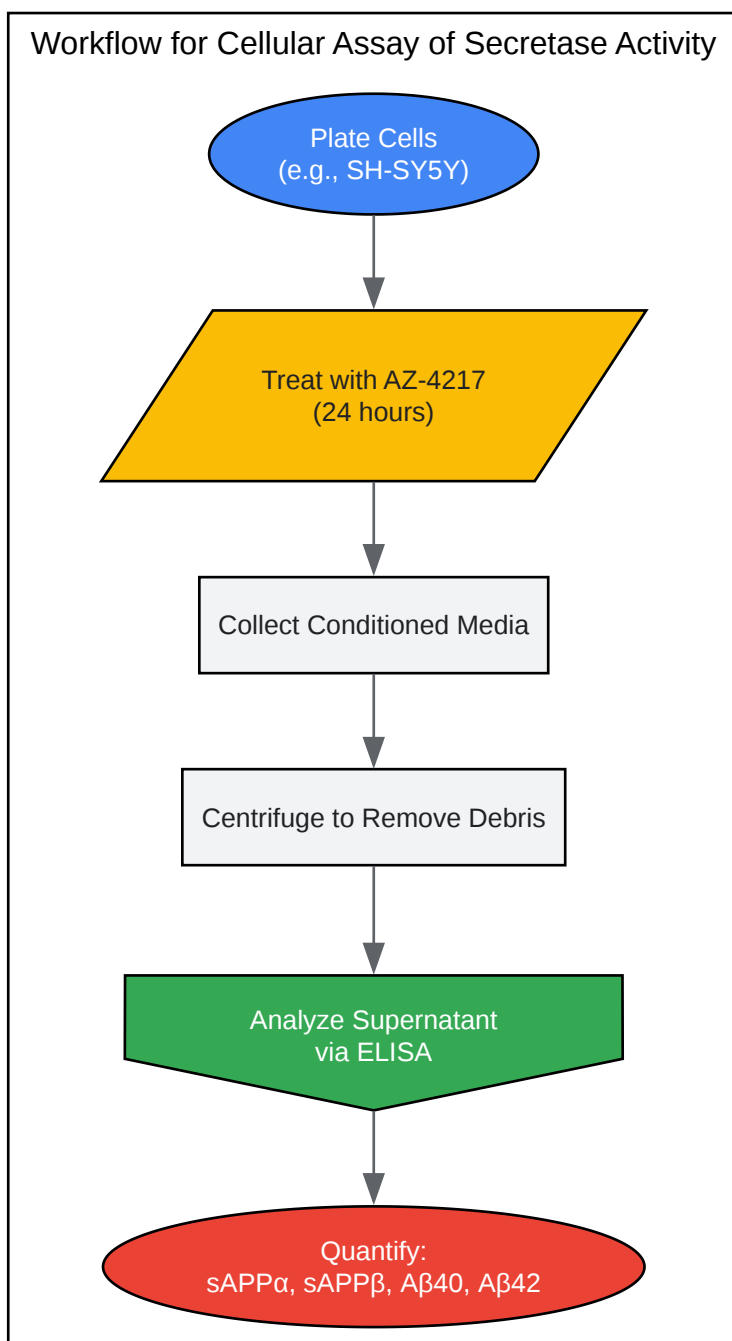 Workflow for Cellular Assay of Secretase Activity
Plate Cells
(e.g., SH-SY5Y)
Treat with AZ-4217
(24 hours)
Collect Conditioned Media
Centrifuge to Remove Debris
Analyze Supernatant
via ELISA
Quantify:
sAPPα, sAPPβ, Aβ40, Aβ42